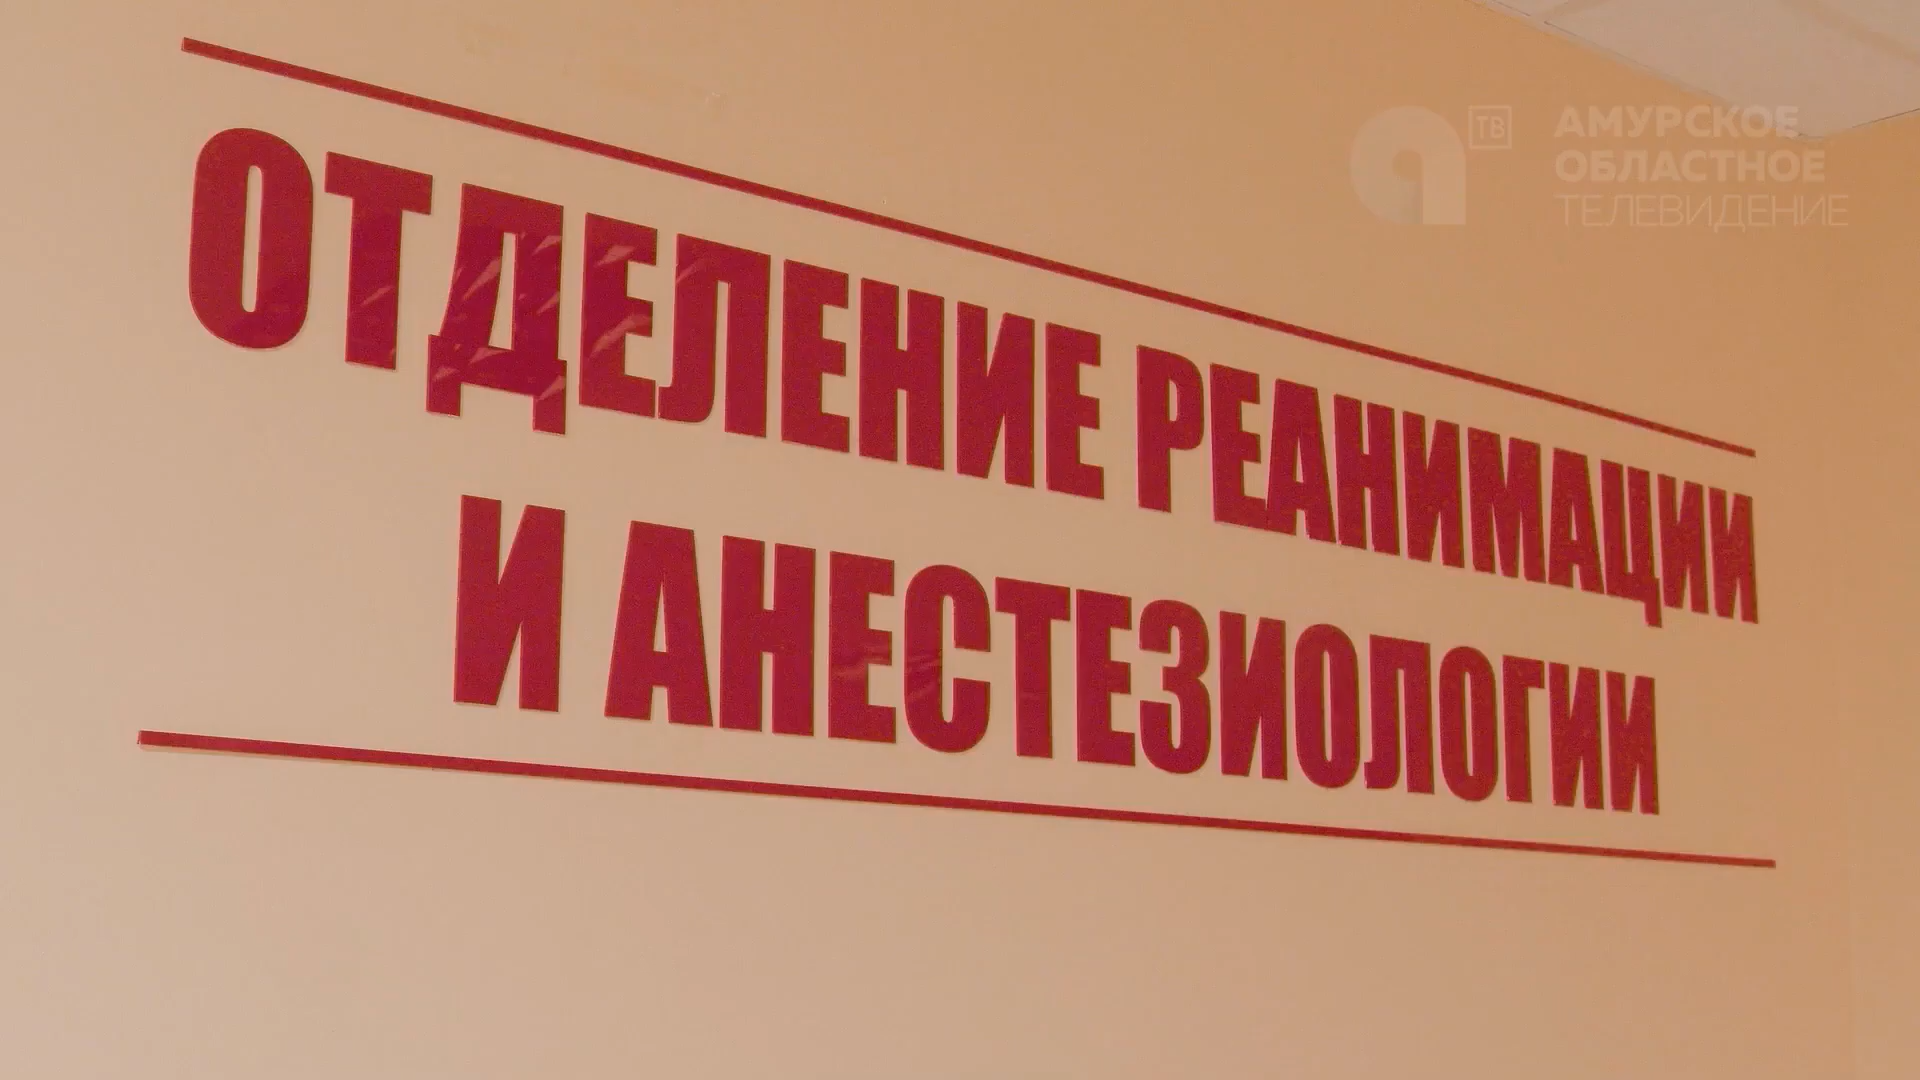 ОТДЕЛЕНИЕ РЕАНИМАЦИИ
И АНЕСТЕЗИОЛОГИИ
ТВ
АМУРСКОЕ
ОБЛАСТНОЕ
ТЕЛЕВИДЕНИЕ